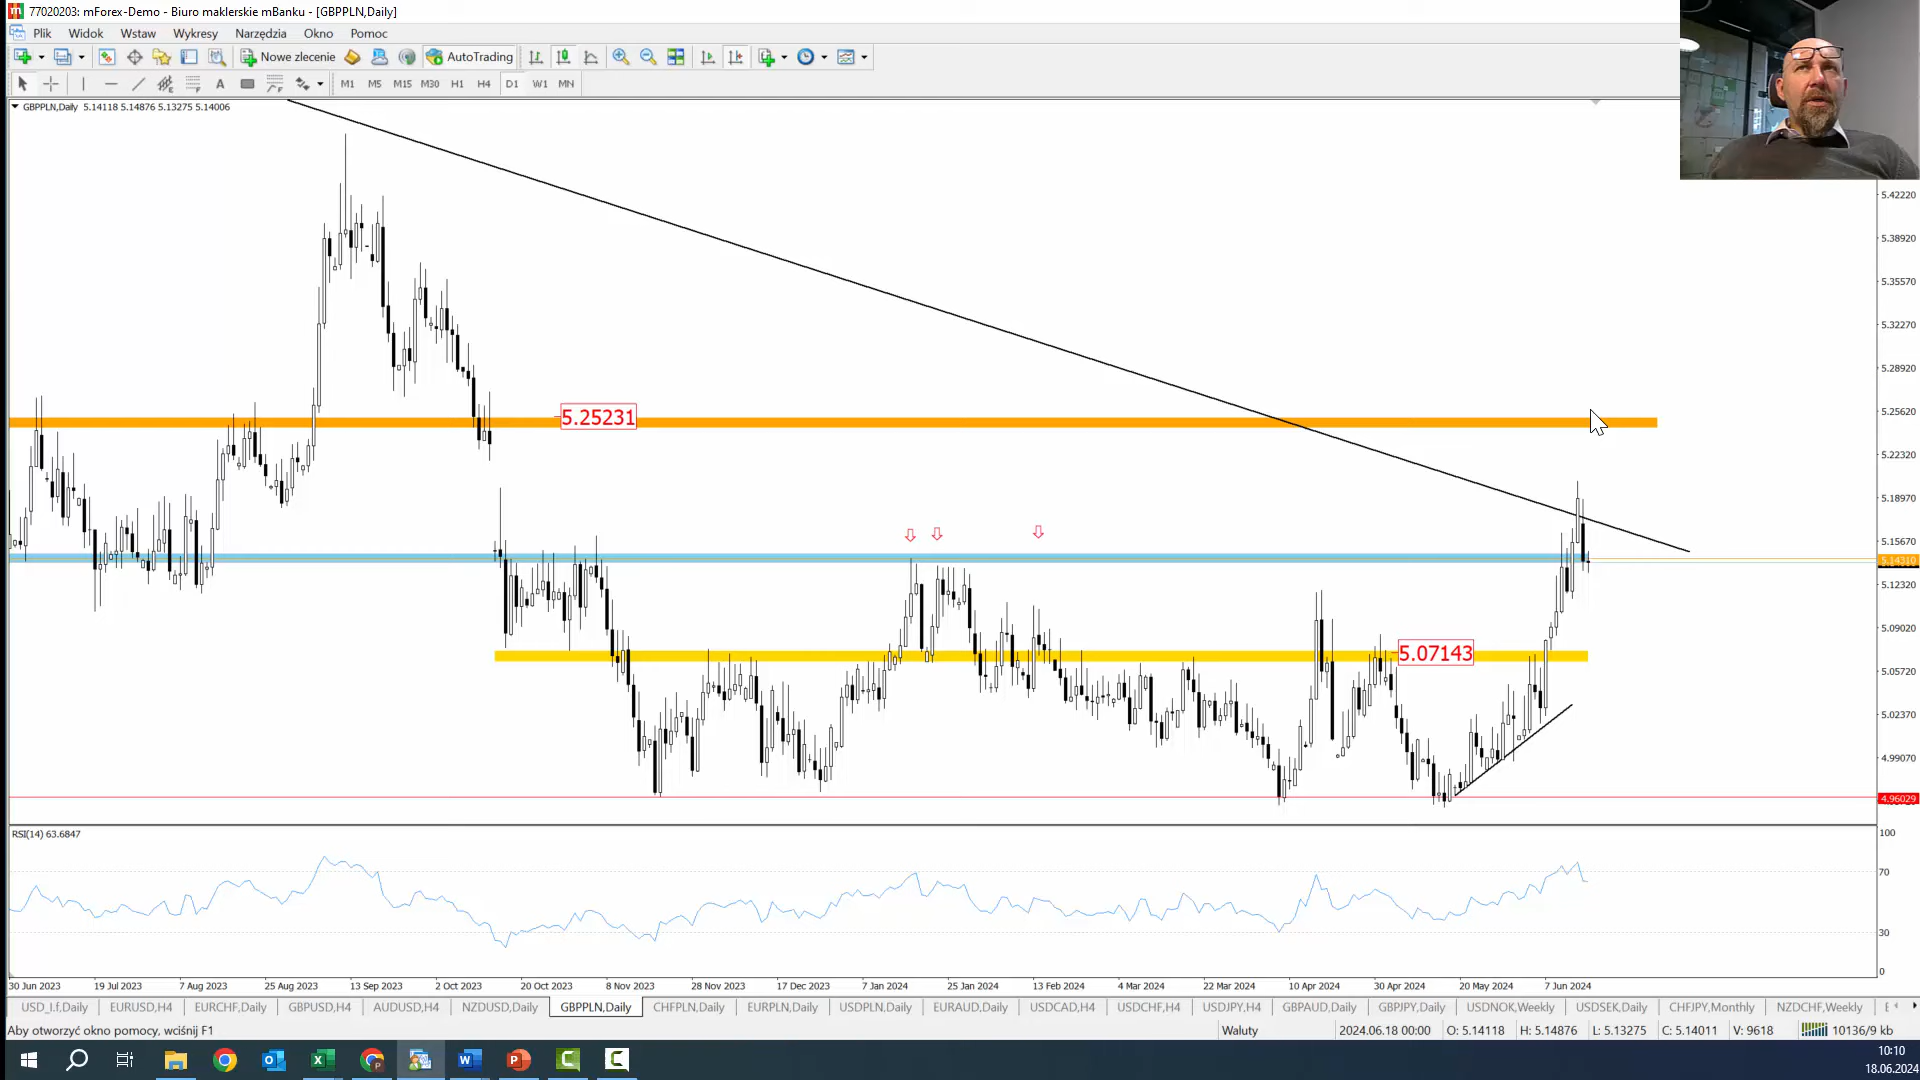 77020203: mForex-Demo - Biuro maklerskie mBanku - [GBPPLN,Daily]
Plik Widok Wstaw Wykresy Narzędzia Okno Pomoc
Nowe zlecenie AutoTrading
A M1 M5 M15 M30 H1 H4 D1 W1 MN
GBPPLN,Daily 5.14118 5.14876 5.13275 5.14006
5.42220
5.38920
5.35570
5.32270
5.28920
5.25620
5.25231
5.22320
5.18970
5.15670
5.14310
5.12320
5.09020
5.07143
5.05720
5.02370
4.99070
4.96029
RSI(14) 63.6847
100
70
30
0
30 Jun 2023 19 Jul 2023 7 Aug 2023 25 Aug 2023 13 Sep 2023 2 Oct 2023 20 Oct 2023 8 Nov 2023 28 Nov 2023 17 Dec 2023 7 Jan 2024 25 Jan 2024 13 Feb 2024 4 Mar 2024 22 Mar 2024 10 Apr 2024 30 Apr 2024 20 May 2024 7 Jun 2024
USD_I.f,Daily EURUSD,H4 EURCHF,Daily GBPUSD,H4 AUDUSD,H4 NZDUSD,Daily GBPPLN,Daily CHFPLN,Daily EURPLN,Daily USDPLN,Daily EURAUD,Daily USDCAD,H4 USDCHF,H4 USDJPY,H4 GBPAUD,Daily GBPJPY,Daily USDNOK,Weekly USDSEK,Daily CHFJPY,Monthly NZDCHF,Weekly E
Aby otworzyć okno pomocy, wciśnij F1 Waluty 2024.06.18 00:00 O: 5.14118 H: 5.14876 L: 5.13275 C: 5.14011 V: 9618 10136/9 kb
10:10
18.06.2024